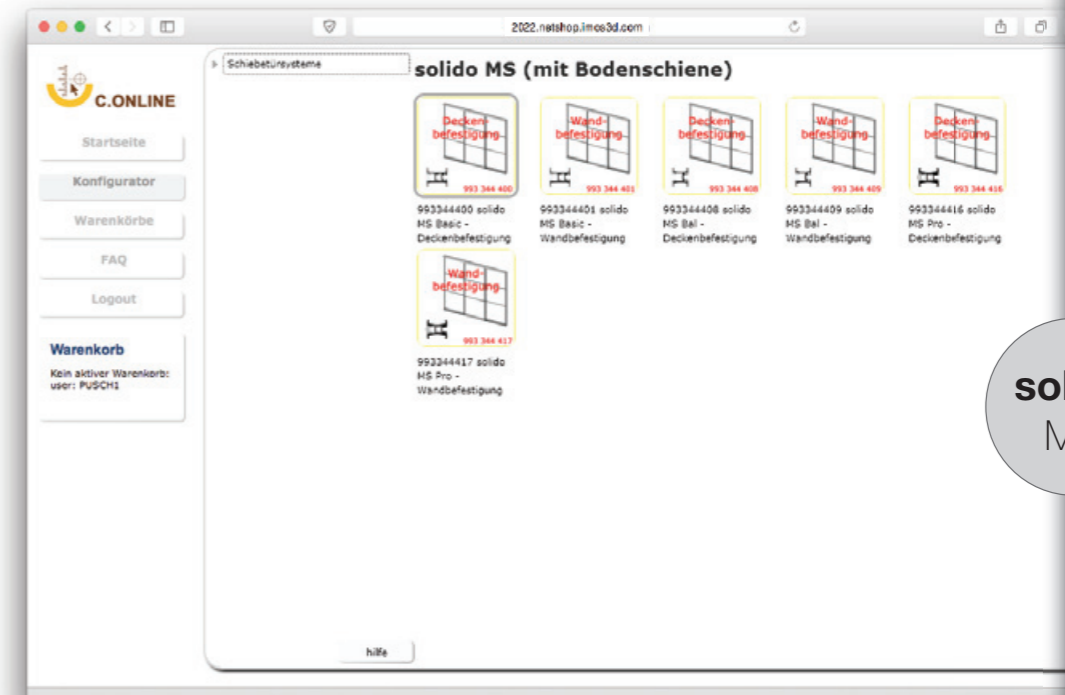 2022.netshop.imos3d.com
C.ONLINE
Startseite
Konfigurator
Warenkörbe
FAQ
Logout
Warenkorb
Kein aktiver Warenkorb:
user: PUSCH1
Schiebetürsysteme
solido MS (mit Bodenschiene)
Decken-
befestigung
993 344 400
993344400 solido
MS Basic -
Deckenbefestigung
Wand-
befestigung
993 344 401
993344401 solido
MS Basic -
Wandbefestigung
Decken-
befestigung
993 344 408
993344408 solido
MS Bal -
Deckenbefestigung
Wand-
befestigung
993 344 409
993344409 solido
MS Bal -
Wandbefestigung
Decken-
befestigung
993 344 416
993344416 solido
MS Pro -
Deckenbefestigung
Wand-
befestigung
993 344 417
993344417 solido
MS Pro -
Wandbefestigung
hilfe
sol
M